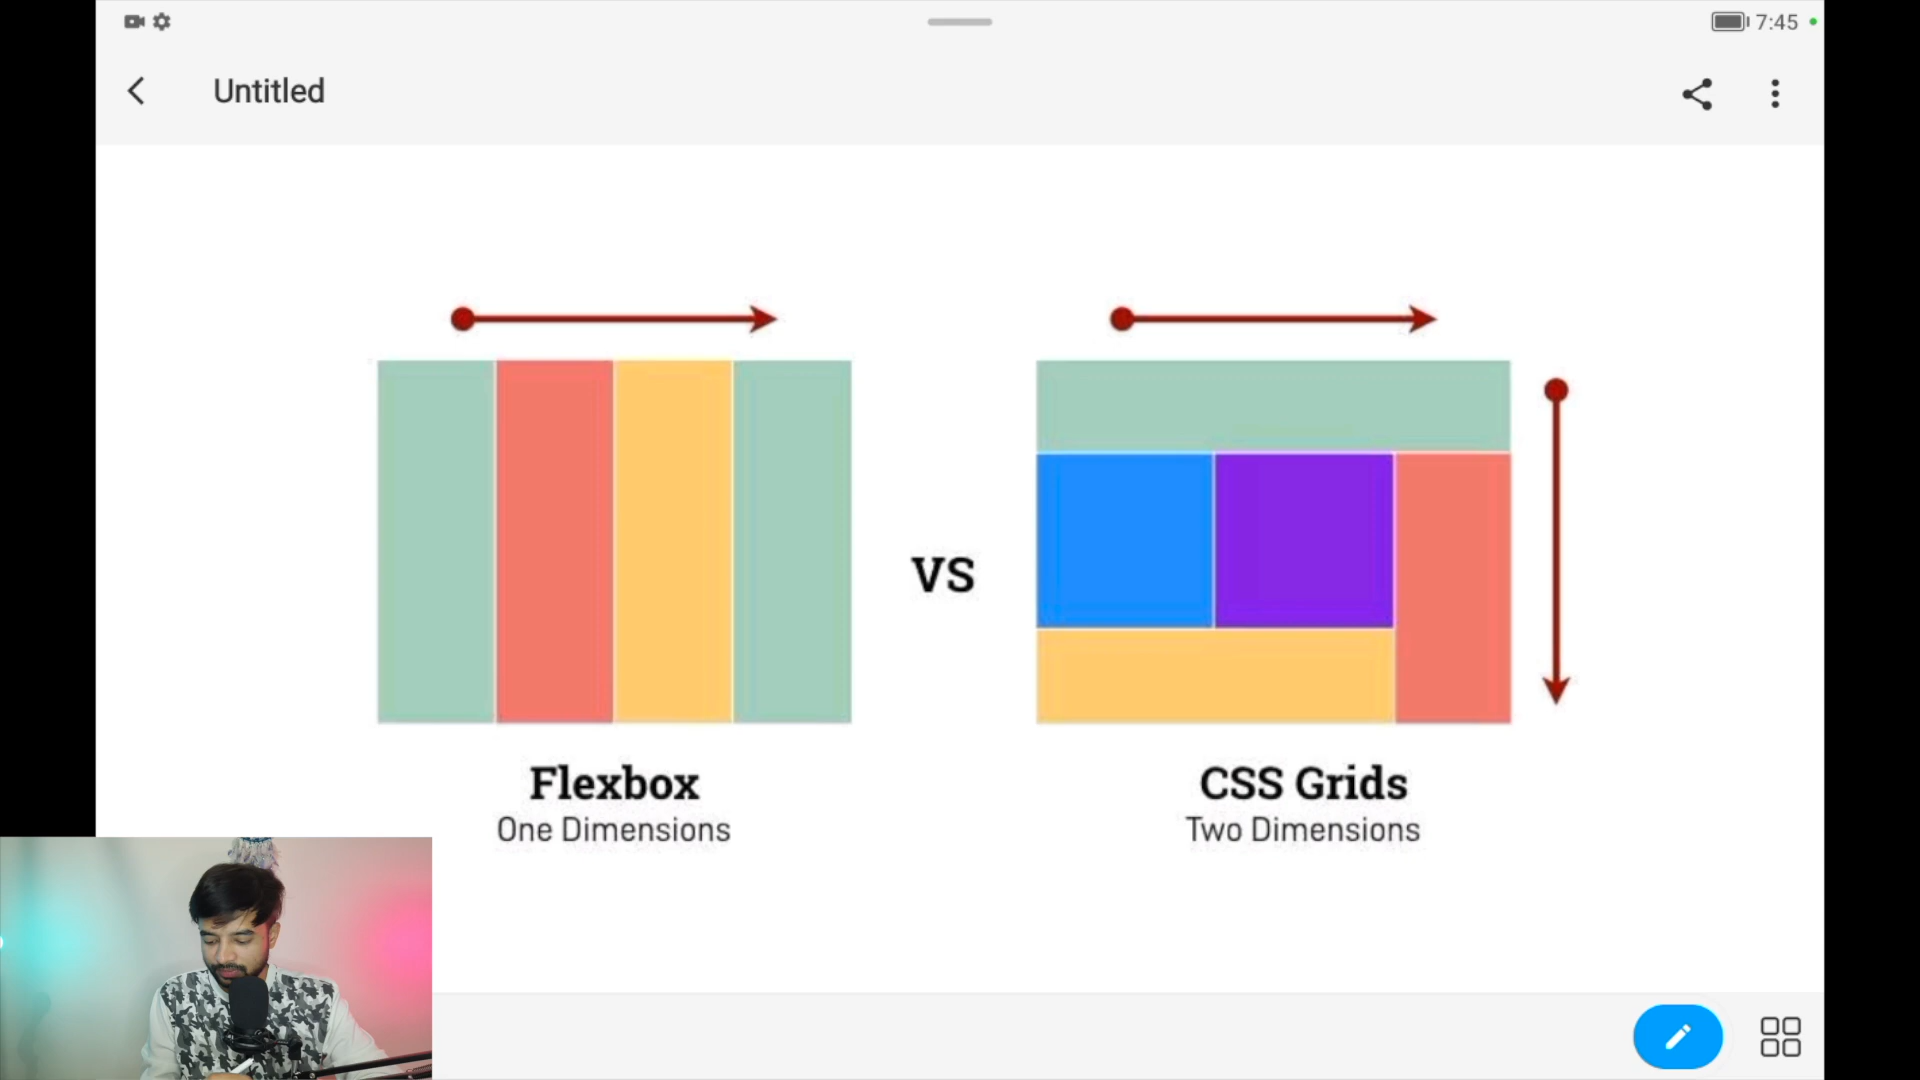 7:45
Untitled
VS
Flexbox
One Dimensions
CSS Grids
Two Dimensions